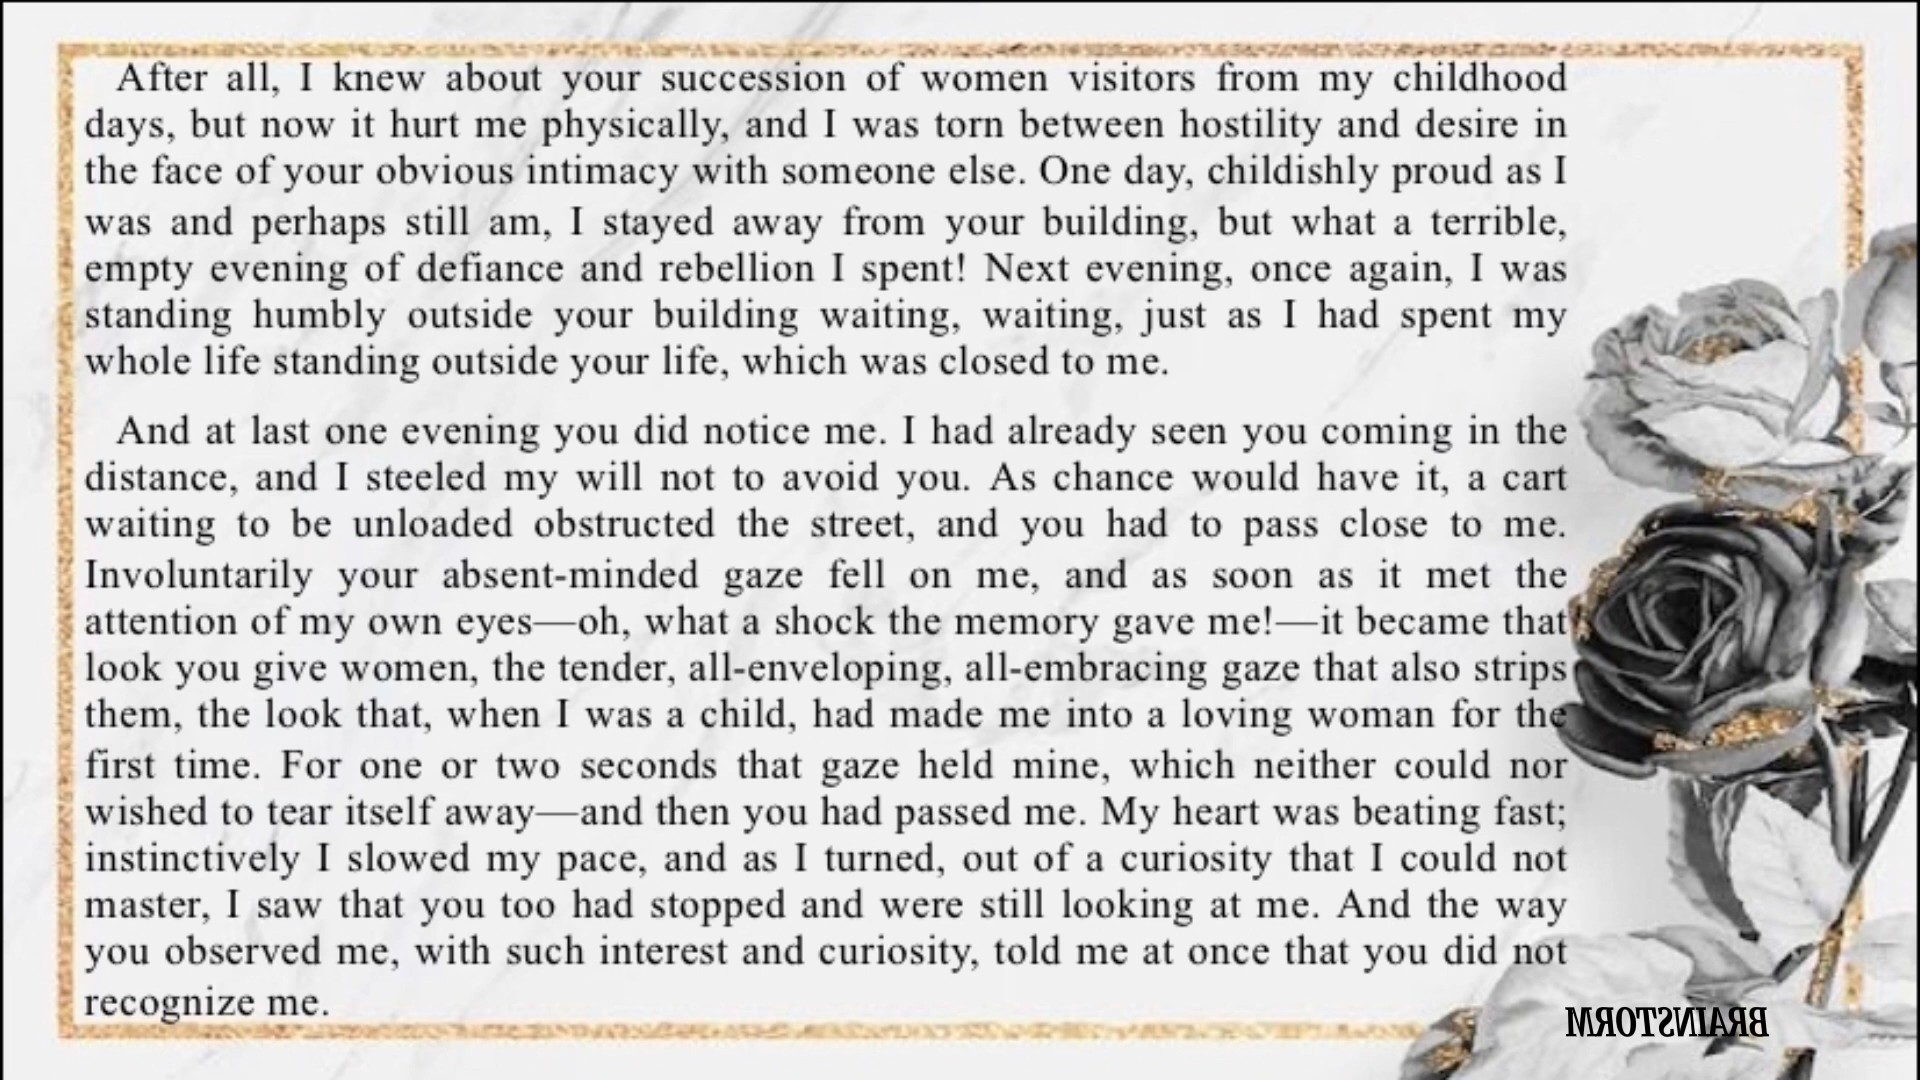 After all, I knew about your succession of women visitors from my childhood
days, but now it hurt me physically, and I was torn between hostility and desire in
the face of your obvious intimacy with someone else. One day, childishly proud as I
was and perhaps still am, I stayed away from your building, but what a terrible,
empty evening of defiance and rebellion I spent! Next evening, once again, I was
standing humbly outside your building waiting, waiting, just as I had spent my
whole life standing outside your life, which was closed to me.
And at last one evening you did notice me. I had already seen you coming in the
distance, and I steeled my will not to avoid you. As chance would have it, a cart
waiting to be unloaded obstructed the street, and you had to pass close to me.
Involuntarily your absent-minded gaze fell on me, and as soon as it met the
attention of my own eyes—oh, what a shock the memory gave me!—it became that
look you give women, the tender, all-enveloping, all-embracing gaze that also strips
them, the look that, when I was a child, had made me into a loving woman for the
first time. For one or two seconds that gaze held mine, which neither could nor
wished to tear itself away—and then you had passed me. My heart was beating fast;
instinctively I slowed my pace, and as I turned, out of a curiosity that I could not
master, I saw that you too had stopped and were still looking at me. And the way
you observed me, with such interest and curiosity, told me at once that you did not
recognize me.
BRAINSTORM